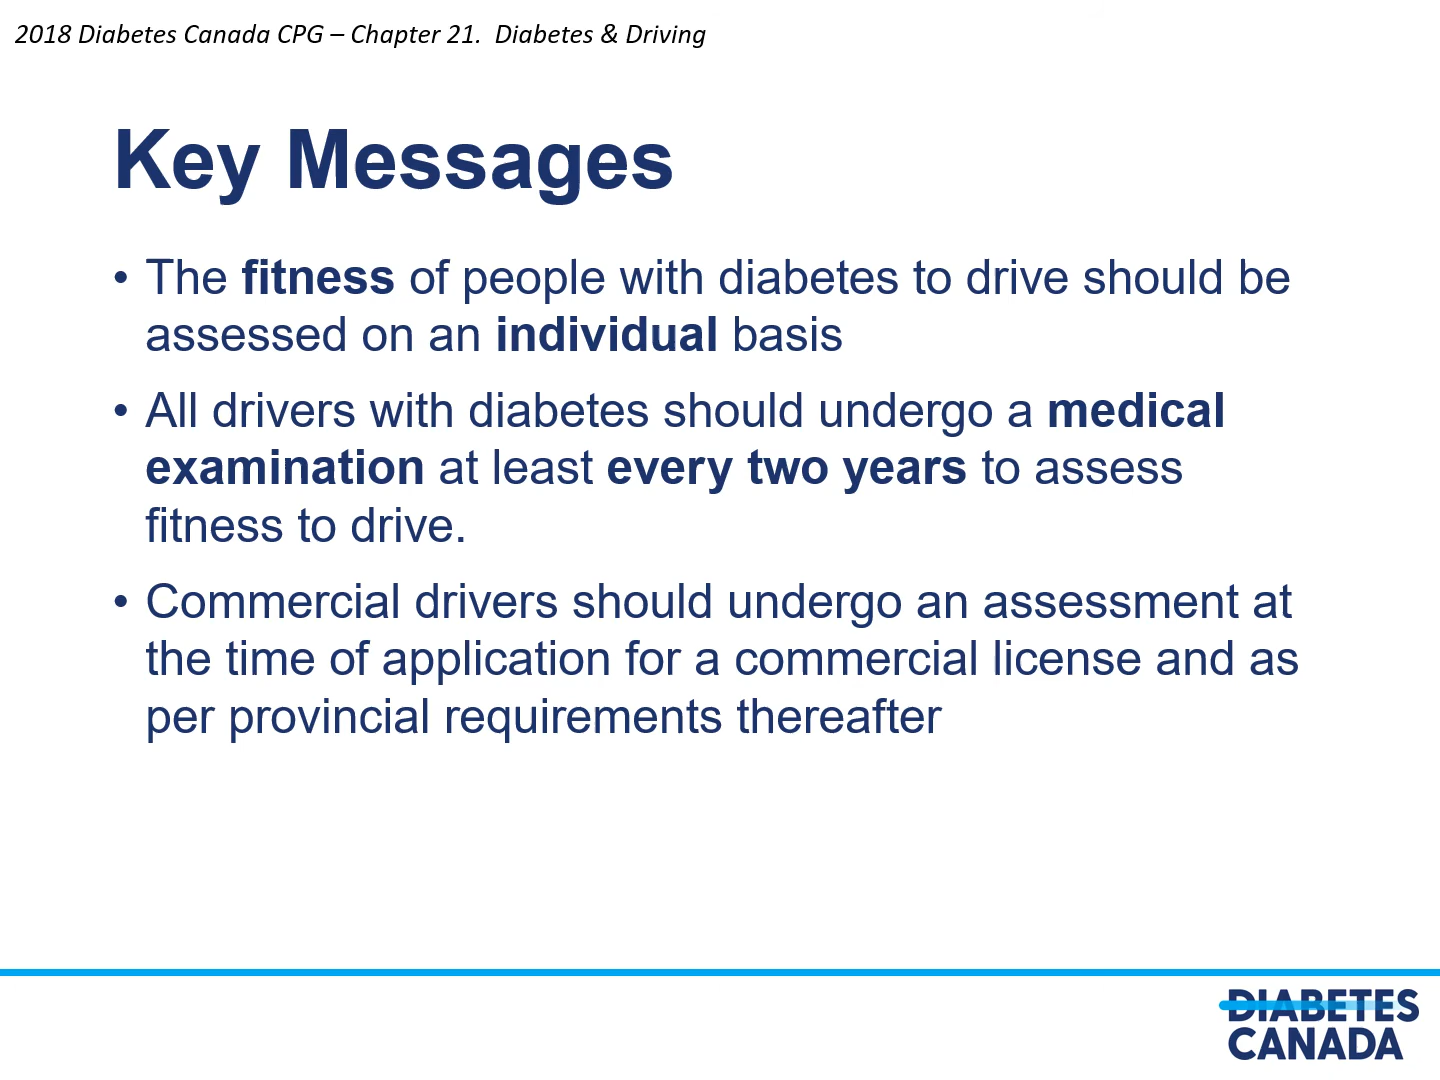 2018 Diabetes Canada CPG – Chapter 21.  Diabetes & Driving
Key Messages
• The fitness of people with diabetes to drive should be
assessed on an individual basis
• All drivers with diabetes should undergo a medical
examination at least every two years to assess
fitness to drive.
• Commercial drivers should undergo an assessment at
the time of application for a commercial license and as
per provincial requirements thereafter
DIABETES
CANADA